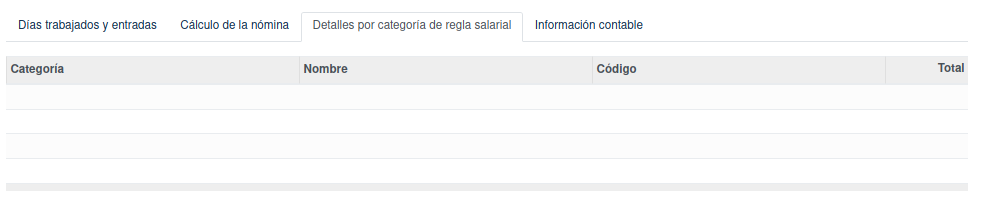 Días trabajados y entradas Cálculo de la nómina Detalles por categoría de regla salarial Información contable
Categoría Nombre Código Total